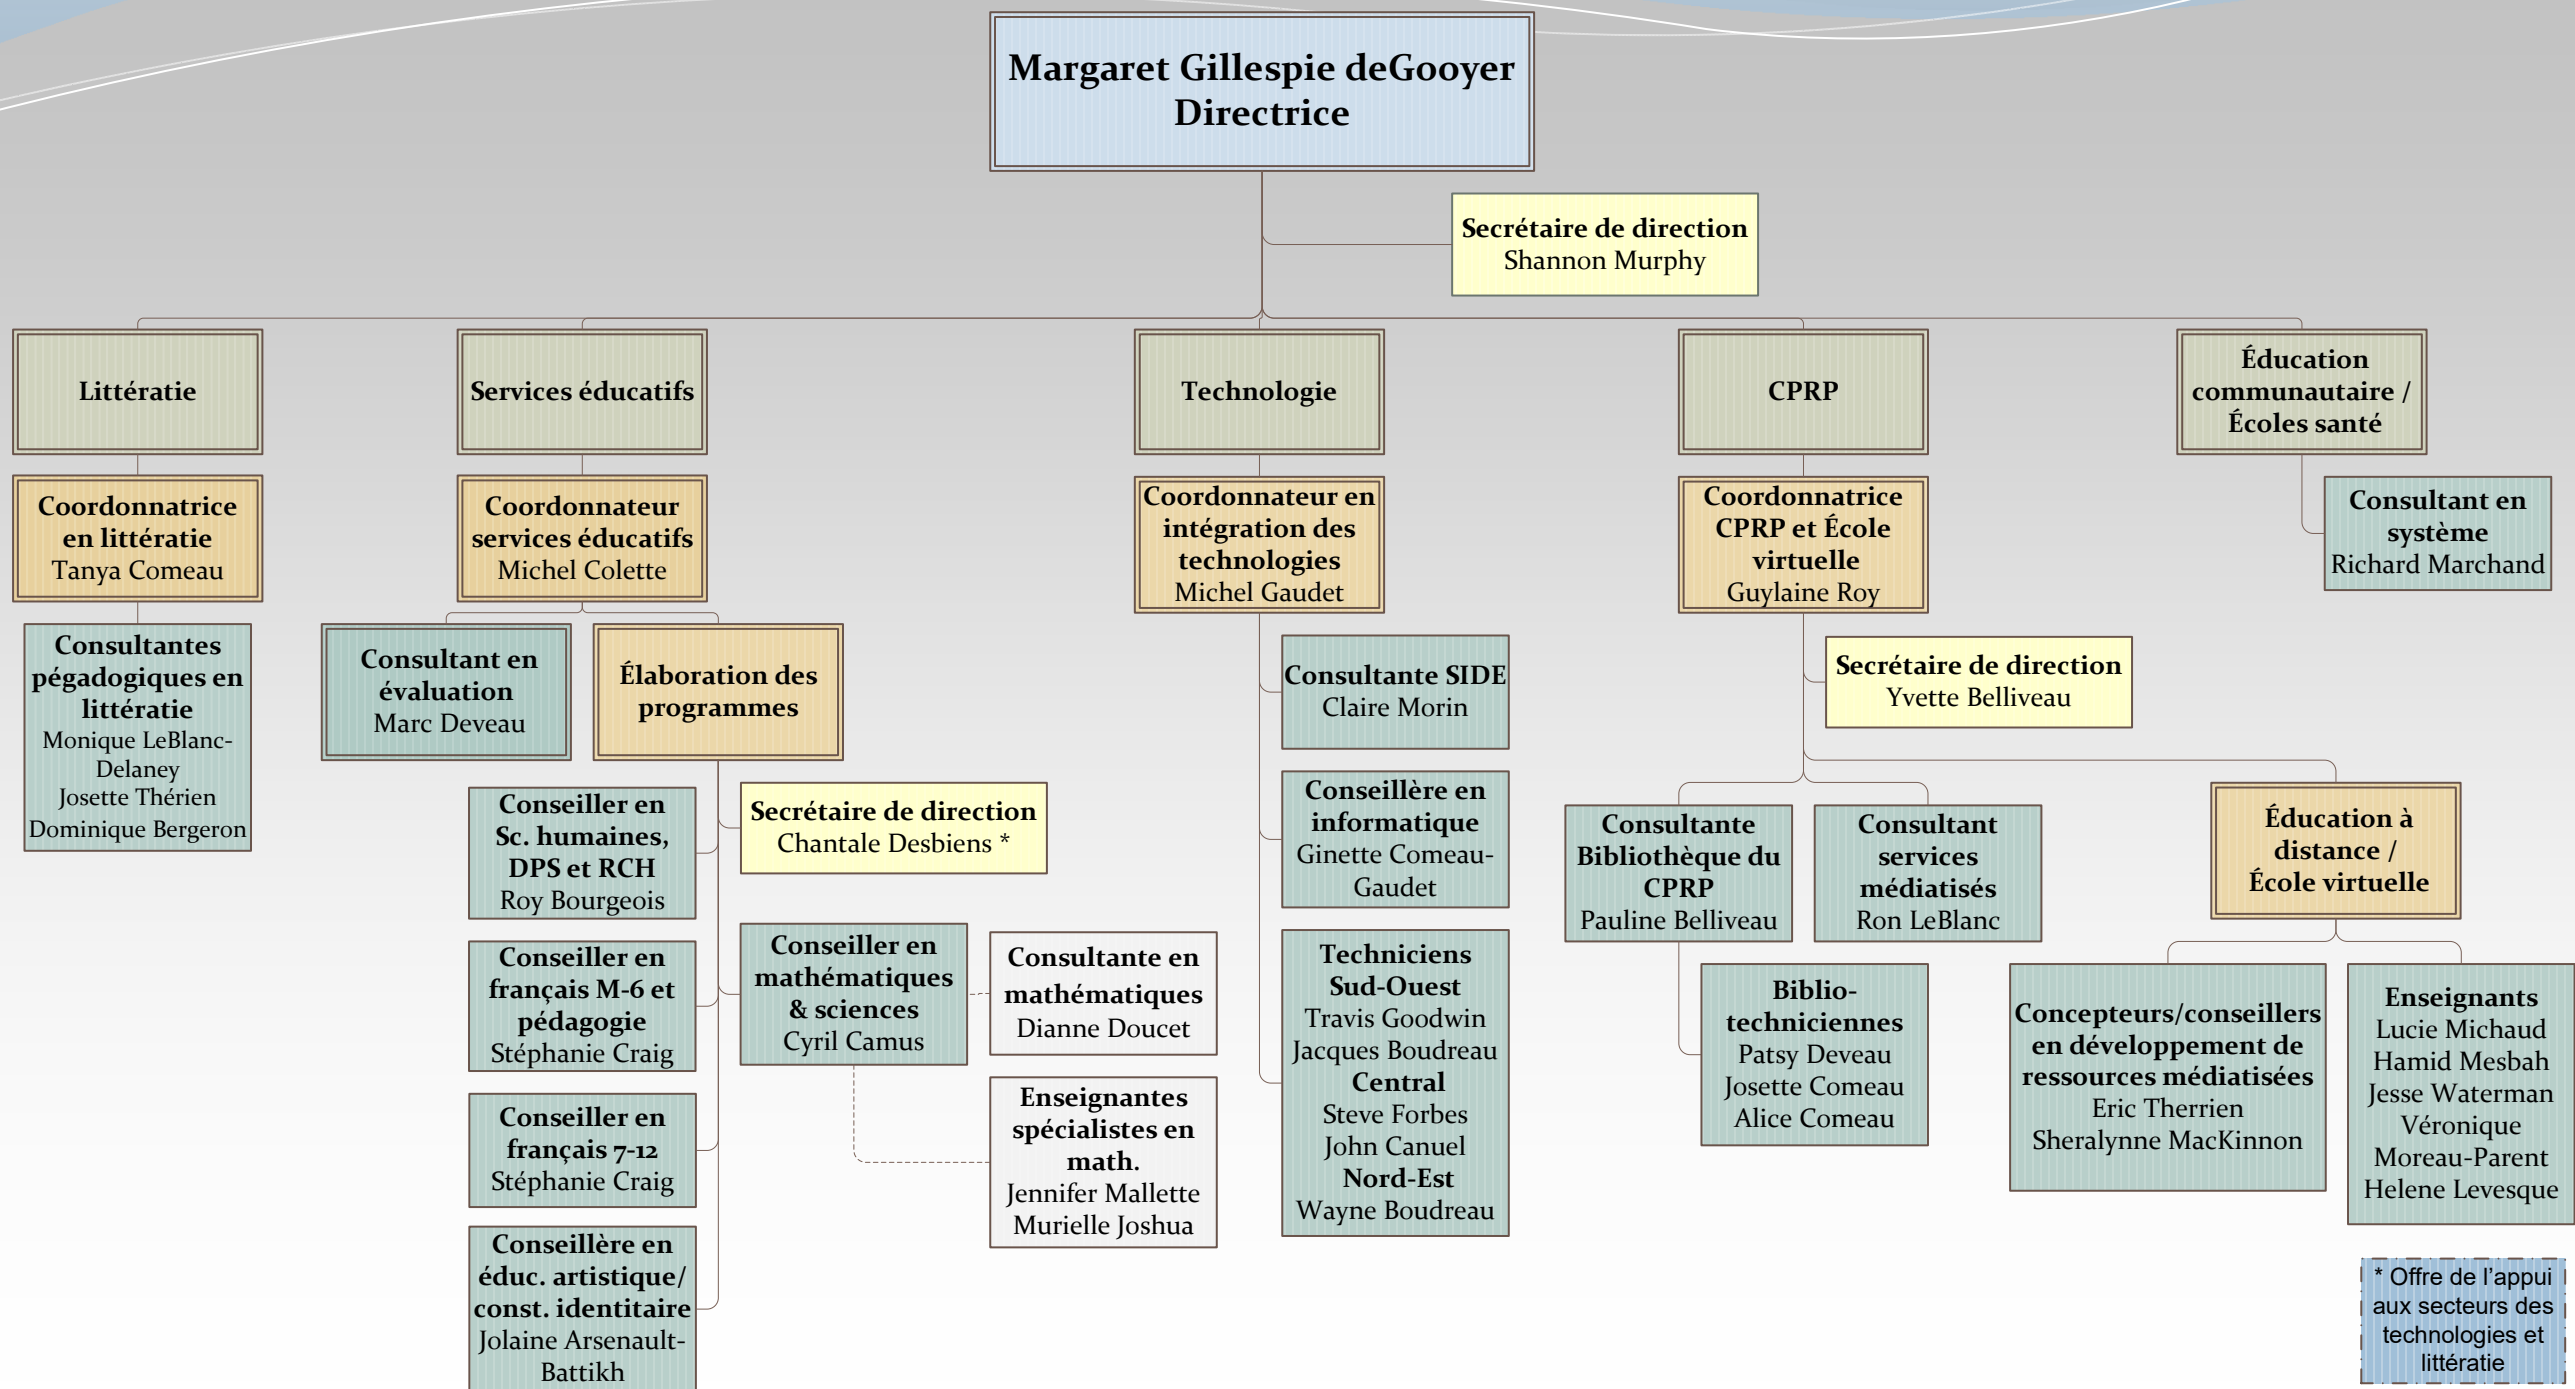 Margaret Gillespie deGooyer
Directrice
Secrétaire de direction
Shannon Murphy
Littératie
Services éducatifs
Technologie
CPRP
Éducation
communautaire /
Écoles santé
Coordonnatrice
en littératie
Tanya Comeau
Coordonnateur
services éducatifs
Michel Colette
Coordonnateur en
intégration des
technologies
Michel Gaudet
Coordonnatrice
CPRP et École
virtuelle
Guylaine Roy
Consultant en
système
Richard Marchand
Consultantes
pégadogiques en
littératie
Monique LeBlanc-
Delaney
Josette Thérien
Dominique Bergeron
Consultant en
évaluation
Marc Deveau
Élaboration des
programmes
Secrétaire de direction
Chantale Desbiens *
Conseiller en
Sc. humaines,
DPS et RCH
Roy Bourgeois
Conseiller en
français M-6 et
pédagogie
Stéphanie Craig
Conseiller en
français 7-12
Stéphanie Craig
Conseillère en
éduc. artistique/
const. identitaire
Jolaine Arsenault-
Battikh
Conseiller en
mathématiques
& sciences
Cyril Camus
Consultante en
mathématiques
Dianne Doucet
Enseignantes
spécialistes en
math.
Jennifer Mallette
Murielle Joshua
Consultante SIDE
Claire Morin
Conseillère en
informatique
Ginette Comeau-
Gaudet
Techniciens
Sud-Ouest
Travis Goodwin
Jacques Boudreau
Central
Steve Forbes
John Canuel
Nord-Est
Wayne Boudreau
Secrétaire de direction
Yvette Belliveau
Consultante
Bibliothèque du
CPRP
Pauline Belliveau
Consultant
services
médiatisés
Ron LeBlanc
Éducation à
distance /
École virtuelle
Biblio-
techniciennes
Patsy Deveau
Josette Comeau
Alice Comeau
Concepteurs/conseillers
en développement de
ressources médiatisées
Eric Therrien
Sheralynne MacKinnon
Enseignants
Lucie Michaud
Hamid Mesbah
Jesse Waterman
Véronique
Moreau-Parent
Helene Levesque
* Offre de l'appui
aux secteurs des
technologies et
littératie